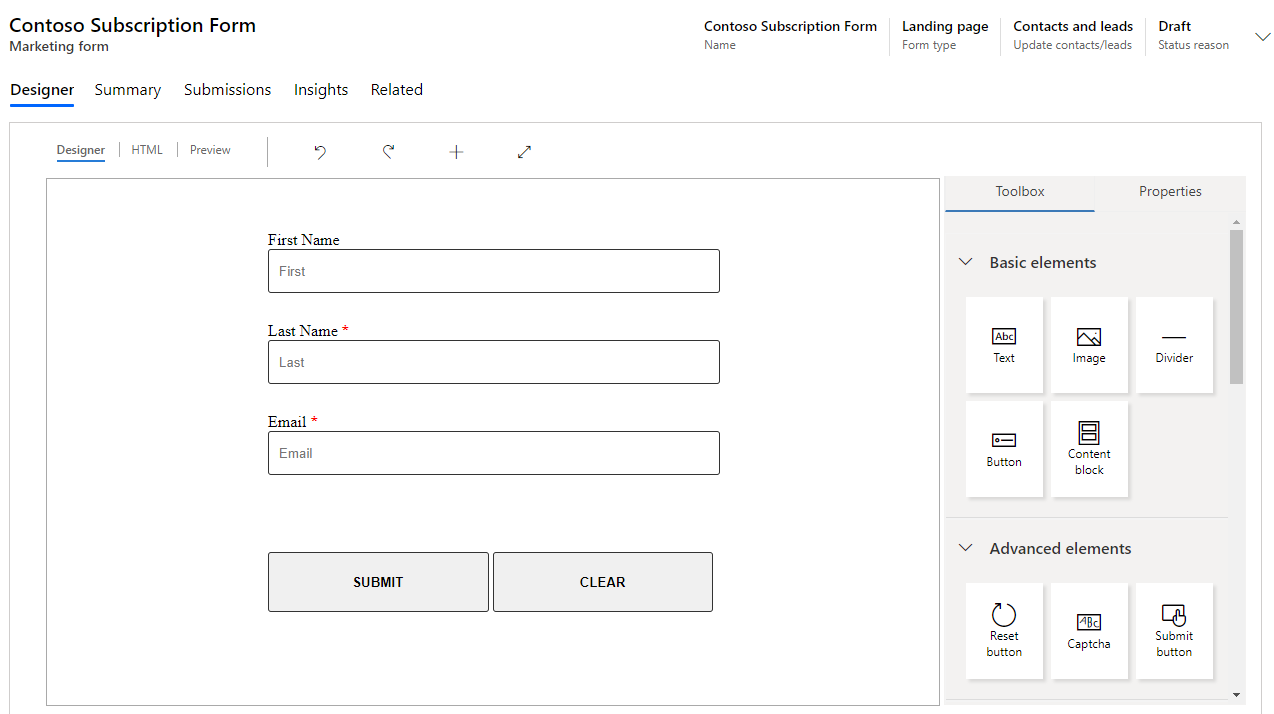 Contoso Subscription Form
Marketing form
Contoso Subscription Form
Name
Landing page
Form type
Contacts and leads
Update contacts/leads
Draft
Status reason
Designer Summary Submissions Insights Related
Designer HTML Preview
Toolbox Properties
First Name
First
Last Name *
Last
Email *
Email
SUBMIT CLEAR
Basic elements
Abc
Text
Image
Divider
Button
Content
block
Advanced elements
Reset
button
ABc
Captcha
Submit
button